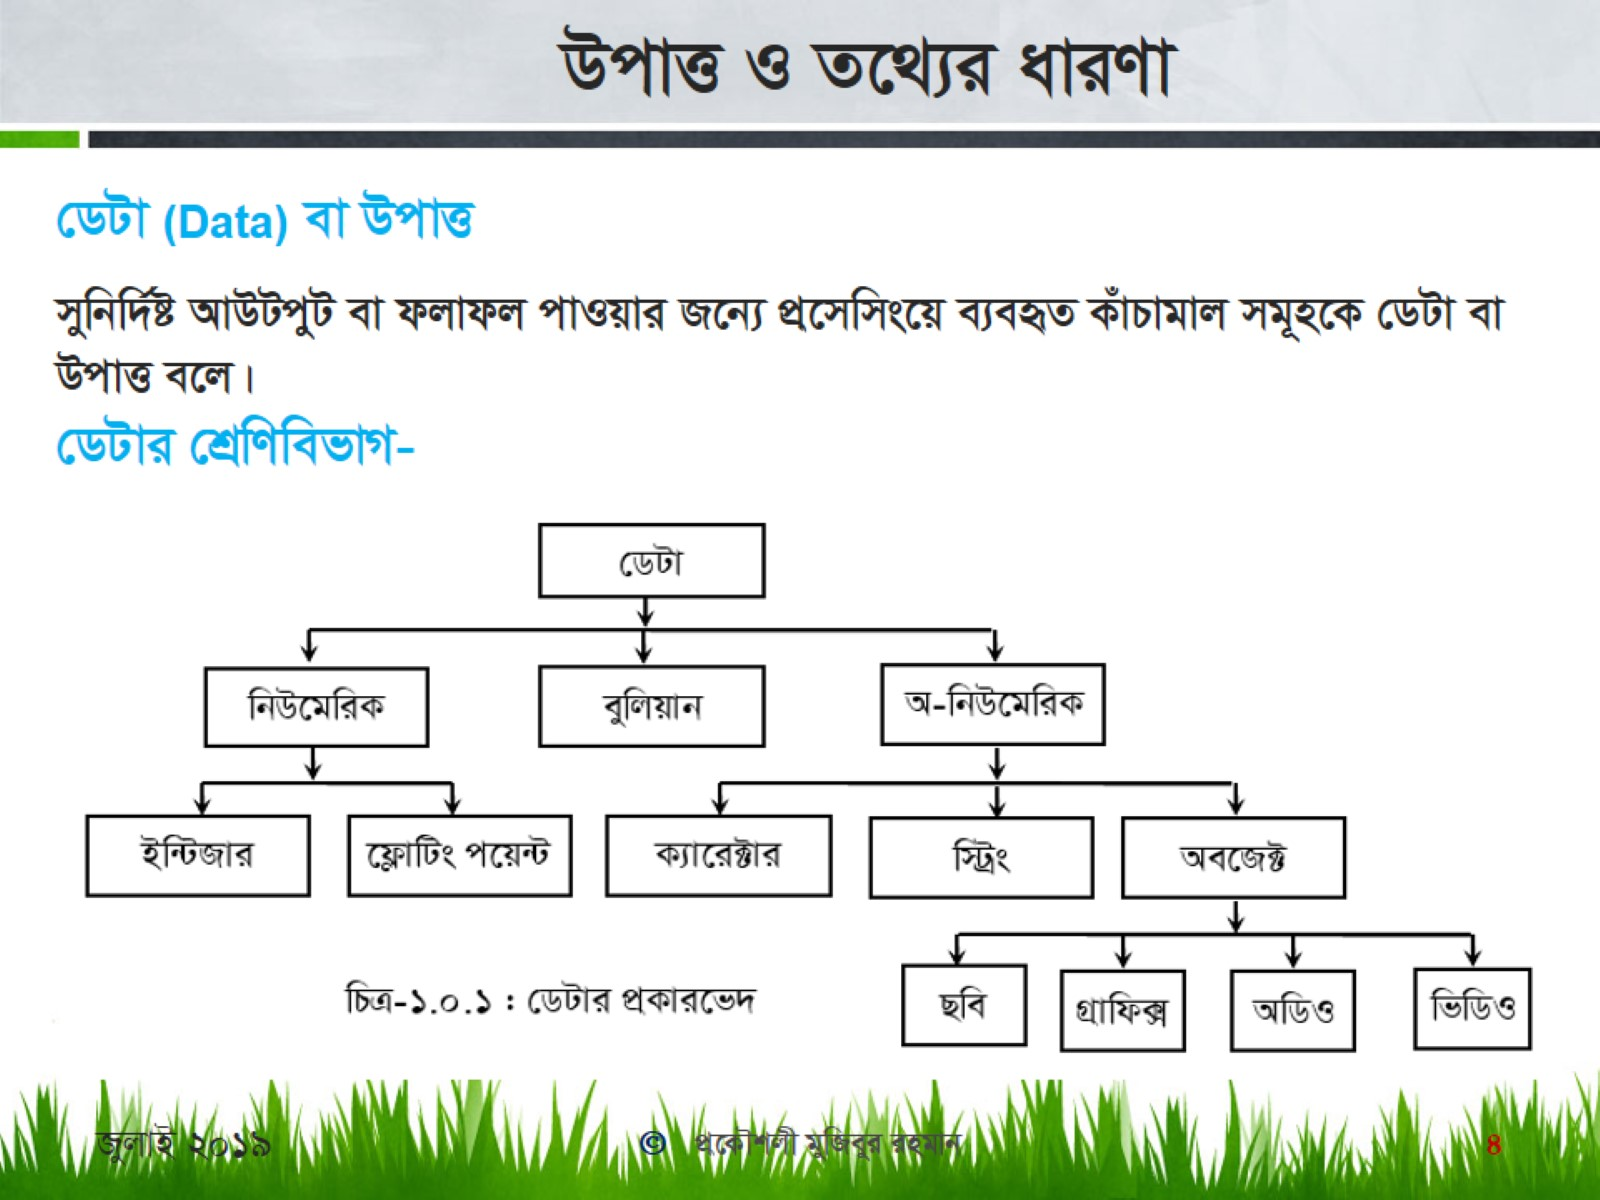 উপাত্ত ও তথ্যের ধারণা
ডেটা (Data) বা উপাত্ত
সুনির্দিষ্ট আউটপুট বা ফলাফল পাওয়ার জন্যে প্রসেসিংয়ে ব্যবহৃত কাঁচামাল সমূহকে ডেটা বা
উপাত্ত বলে।
ডেটার শ্রেণিবিভাগ-
ডেটা
নিউমেরিক
বুলিয়ান
অ-নিউমেরিক
ইন্টিজার
ফ্লোটিং পয়েন্ট
ক্যারেক্টার
স্ট্রিং
অবজেক্ট
ছবি
গ্রাফিক্স
অডিও
ভিডিও
চিত্র-১.০.১ : ডেটার প্রকারভেদ
জুলাই ২০১৯
© প্রকৌশলী মুজিবুর রহমান
8